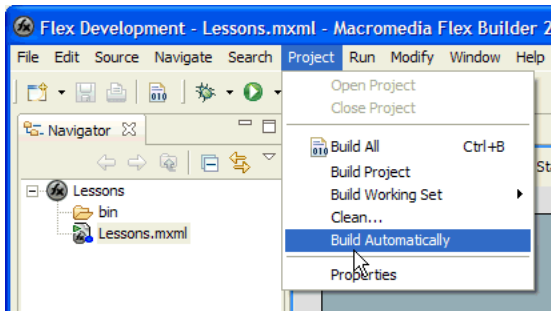 Flex Development - Lessons.mxml - Macromedia Flex Builder 2
File Edit Source Navigate Search Project Run Modify Window Help
Open Project
Close Project
Navigator
Build All Ctrl+B
St
Build Project
Lessons
Build Working Set
bin
Clean...
Lessons.mxml
Build Automatically
Properties